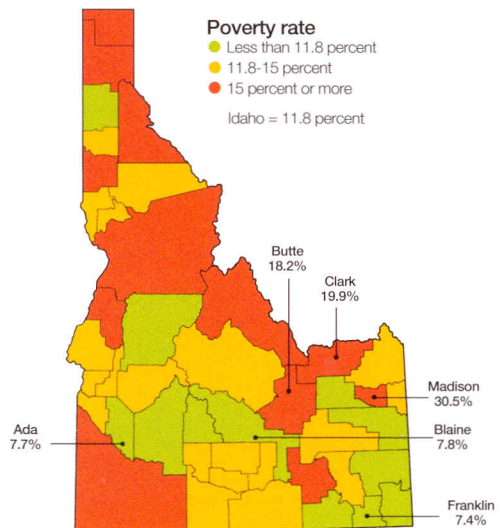 Poverty rate
Less than 11.8 percent
11.8-15 percent
15 percent or more
Idaho = 11.8 percent
Butte
18.2%
Clark
19.9%
Madison
30.5%
Ada
7.7%
Blaine
7.8%
Franklin
7.4%